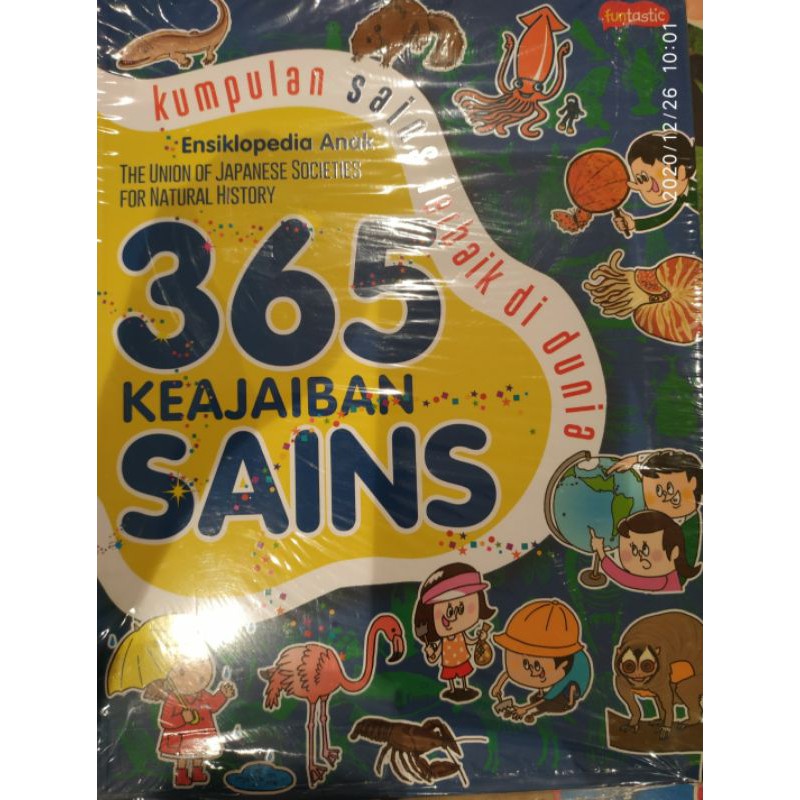 funtastic
kumpulan sains terbaik di dunia
Ensiklopedia Anak
THE UNION OF JAPANESE SOCIETIES
FOR NATURAL HISTORY
365
KEAJAIBAN
SAINS
2020/12/26 10:01